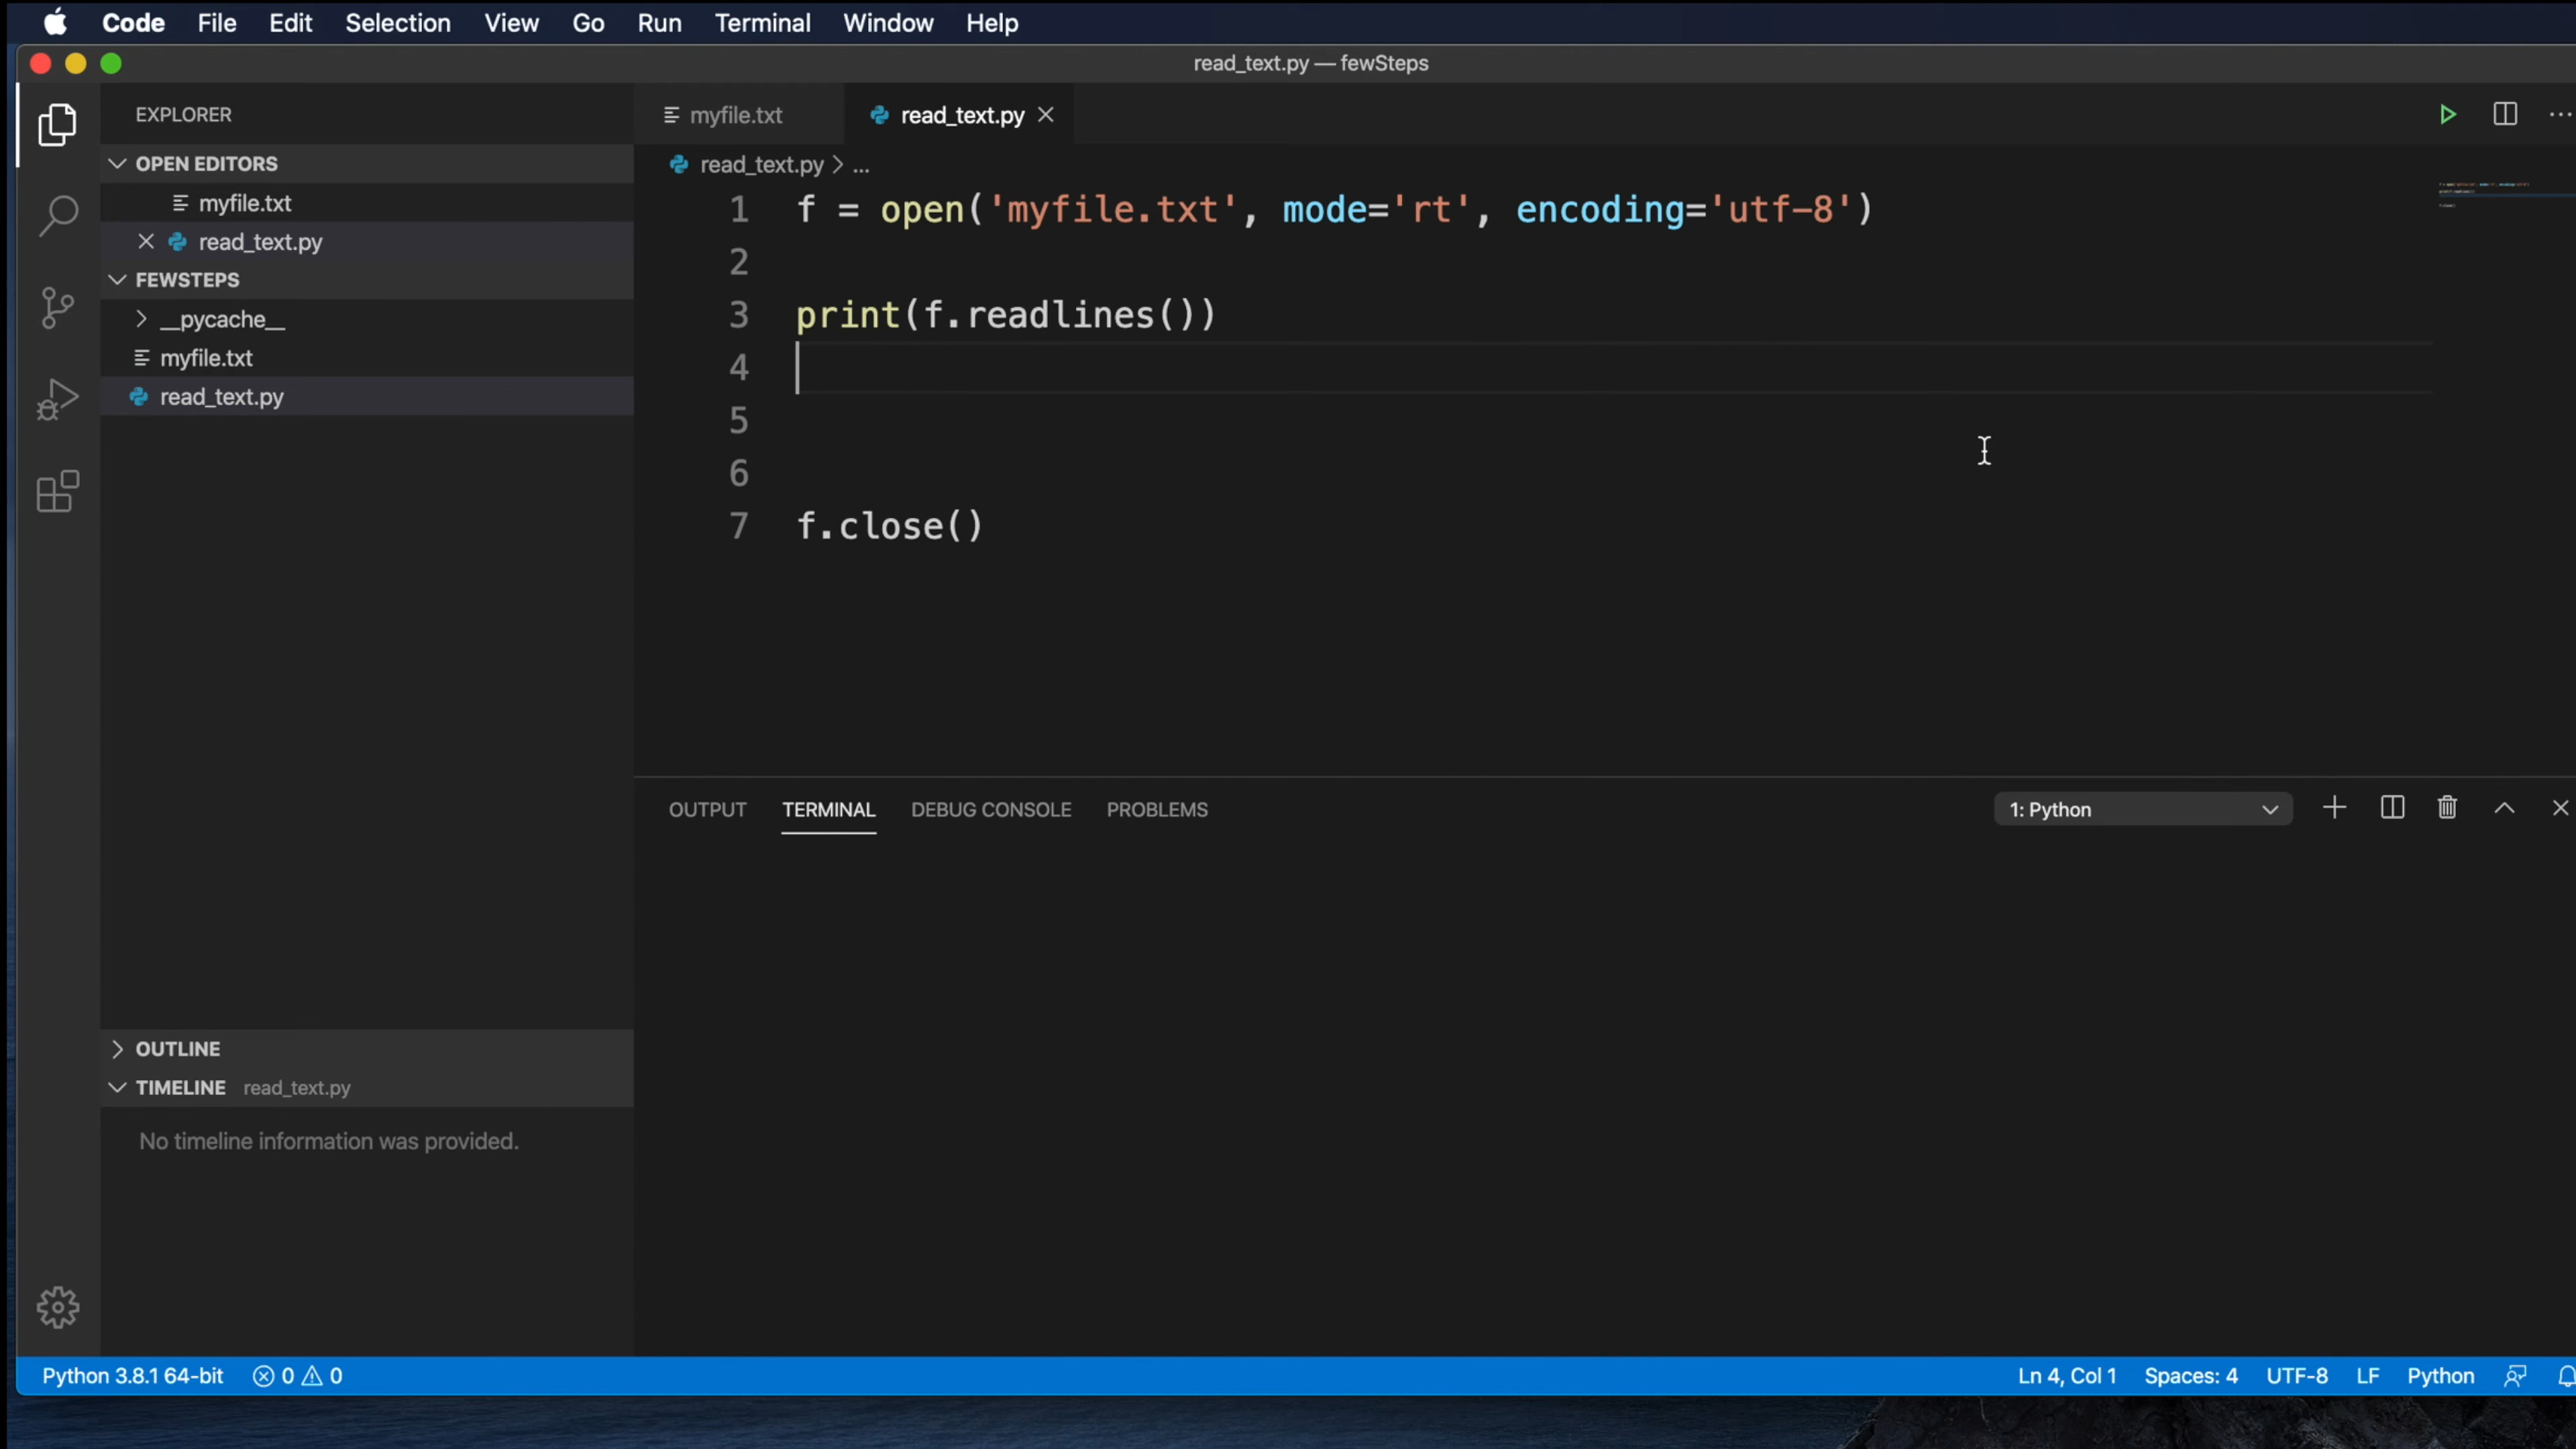 Code File Edit Selection View Go Run Terminal Window Help
read_text.py — fewSteps
EXPLORER
OPEN EDITORS
myfile.txt
read_text.py
FEWSTEPS
__pycache__
myfile.txt
read_text.py
OUTLINE
TIMELINE read_text.py
No timeline information was provided.
myfile.txt read_text.py
read_text.py > ...
1 f = open('myfile.txt', mode='rt', encoding='utf-8')
2
3 print(f.readlines())
4
5
6
7 f.close()
OUTPUT TERMINAL DEBUG CONSOLE PROBLEMS 1: Python
Python 3.8.1 64-bit 0 0 Ln 4, Col 1 Spaces: 4 UTF-8 LF Python